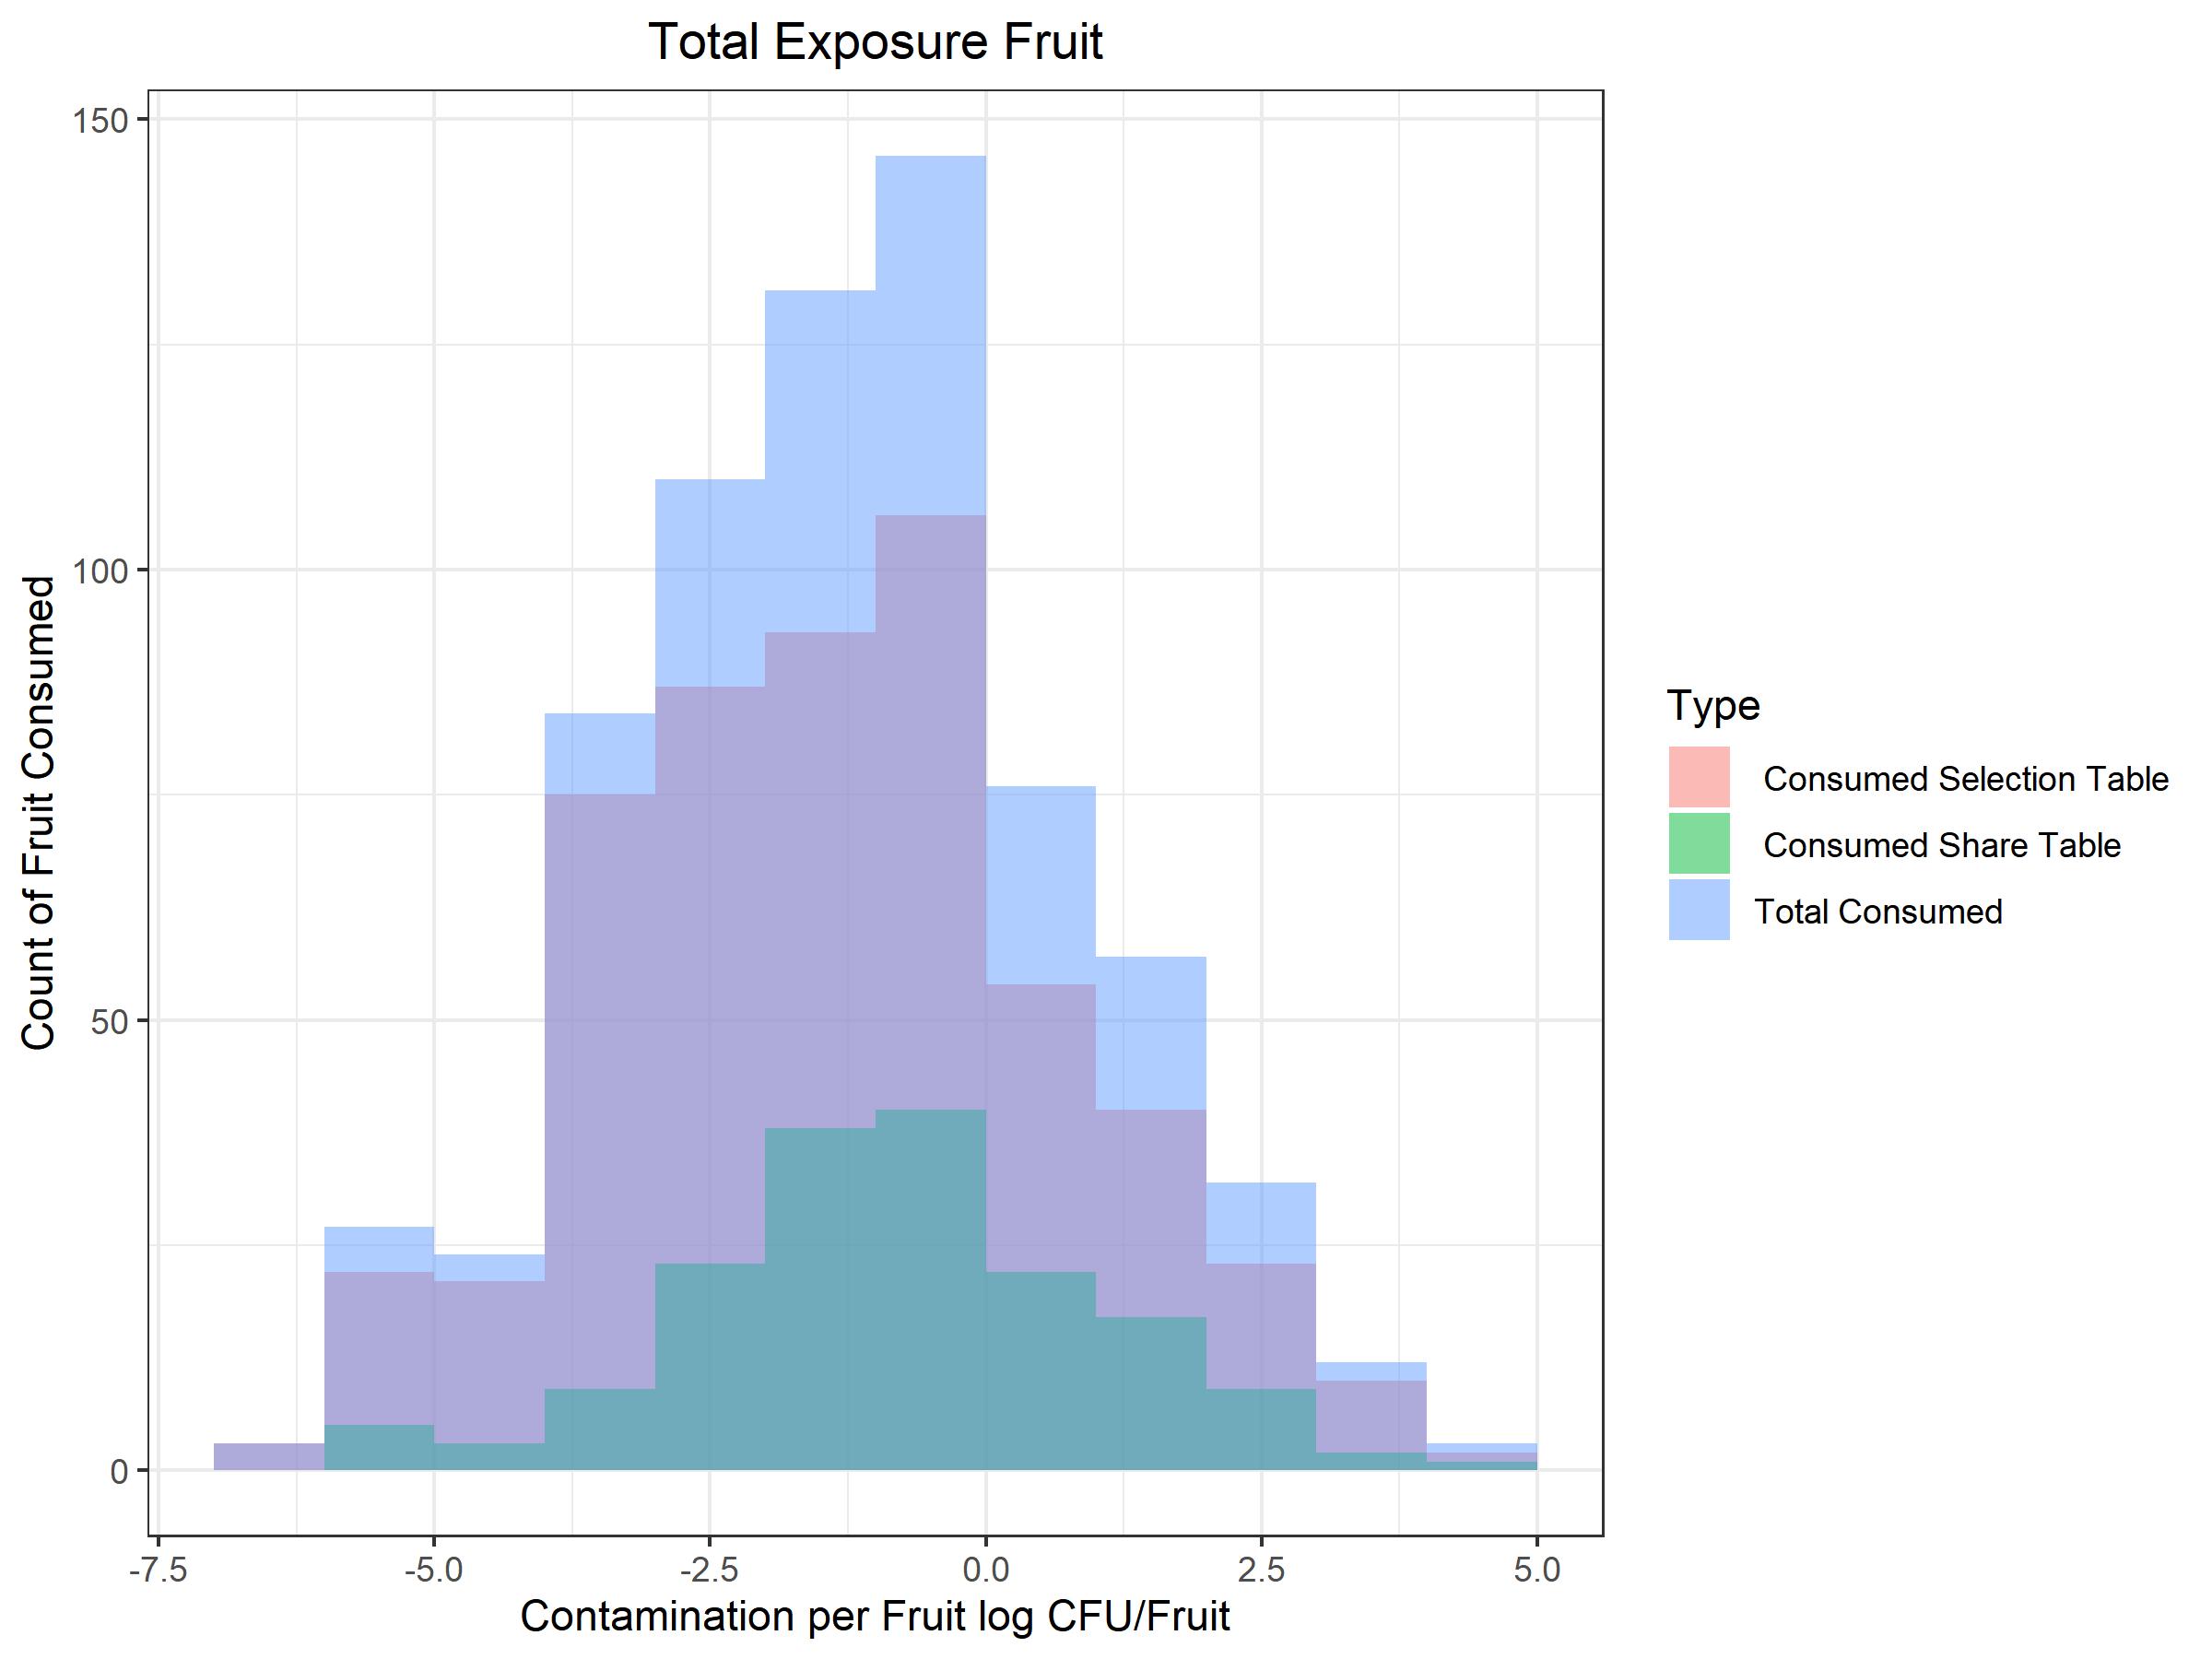 Total Exposure Fruit
150
100
50
0
Count of Fruit Consumed
-7.5
-5.0
-2.5
0.0
2.5
5.0
Contamination per Fruit log CFU/Fruit
Type
Consumed Selection Table
Consumed Share Table
Total Consumed